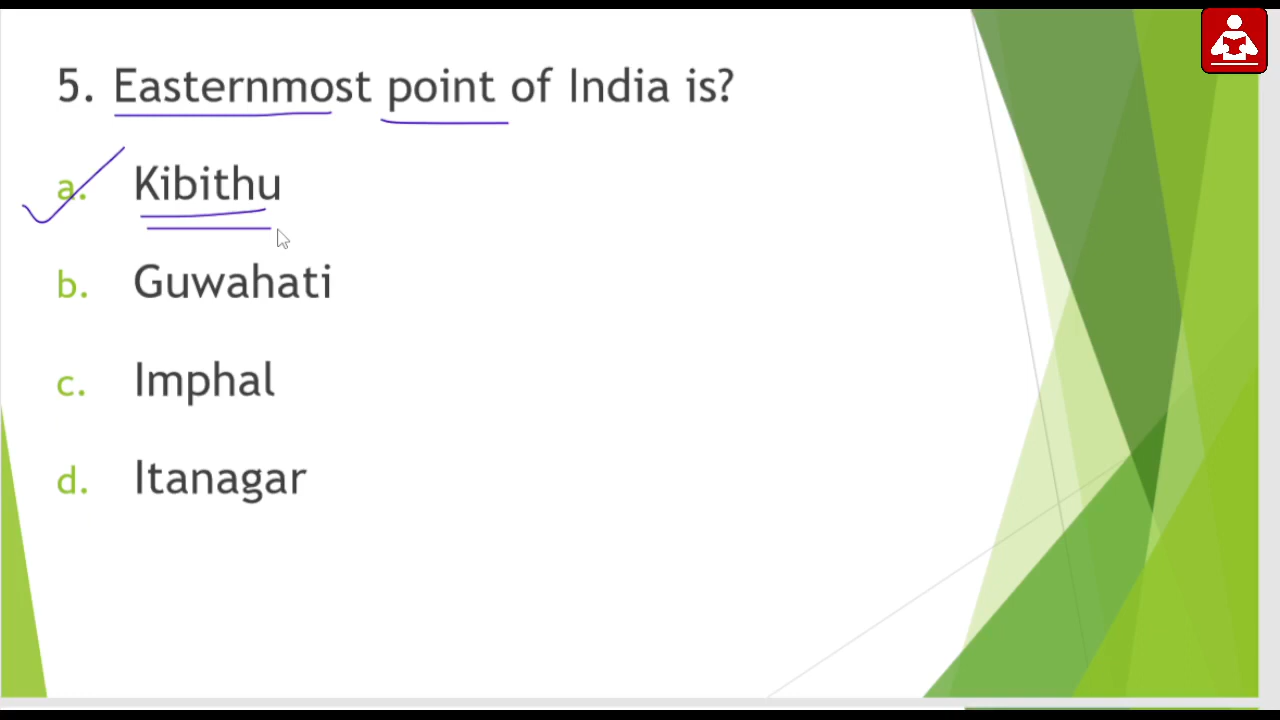 5. Easternmost point of India is?
a. Kibithu
b. Guwahati
c. Imphal
d. Itanagar